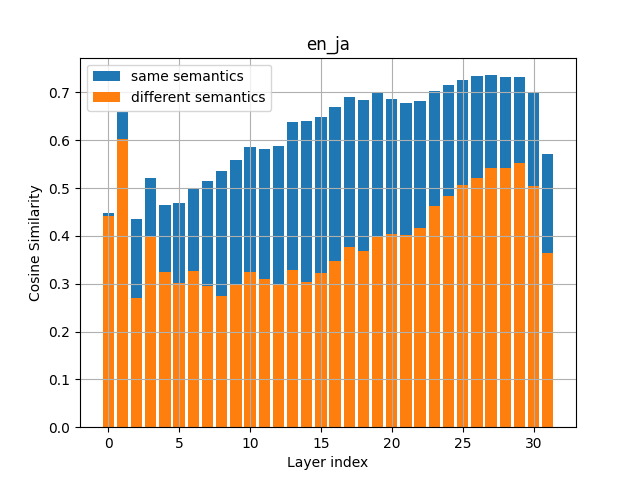 en_ja
same semantics
different semantics
Cosine Similarity
0.7
0.6
0.5
0.4
0.3
0.2
0.1
0.0
0 5 10 15 20 25 30
Layer index